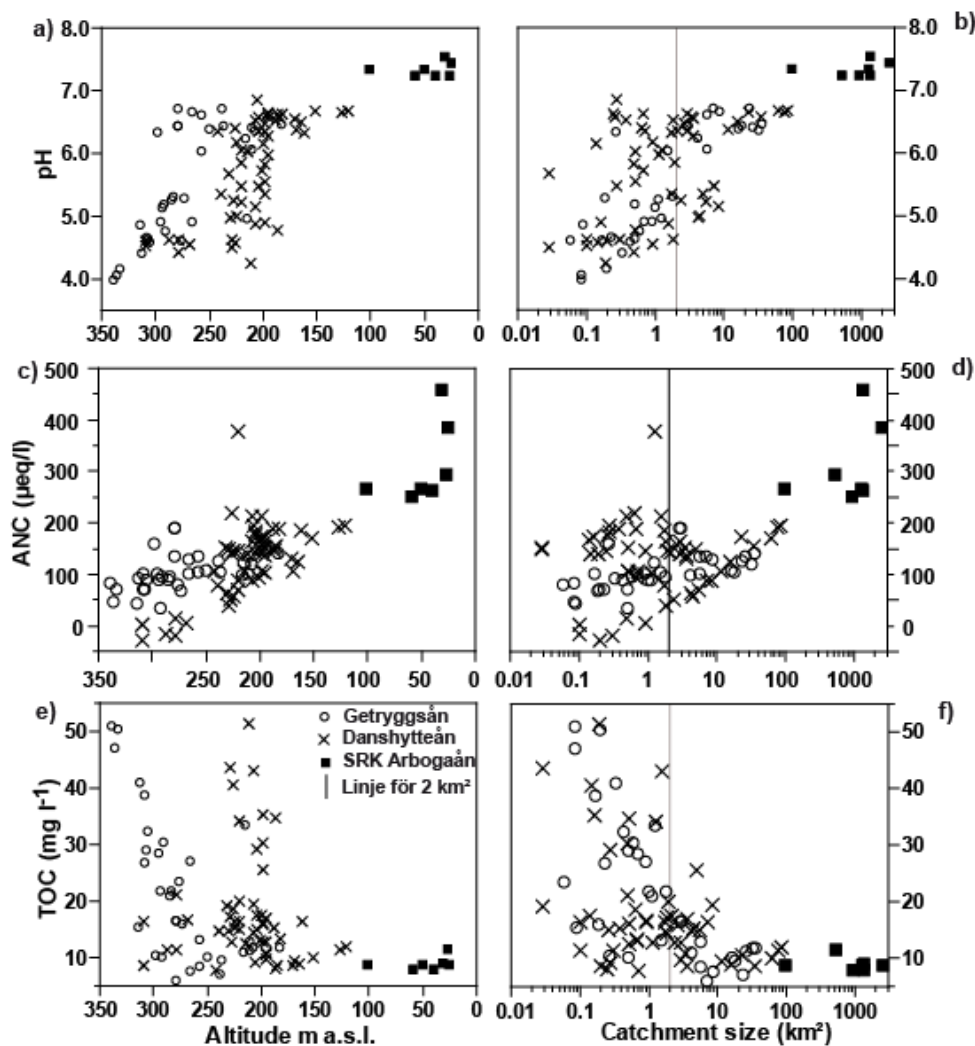 a)
8.0
7.0
6.0
5.0
4.0
pH
350 300 250 200 150 100 50 0
b)
8.0
7.0
6.0
5.0
4.0
0.01 0.1 1 10 100 1000
c)
500
400
300
200
100
0
ANC (µeq/l)
350 250 200 150 100 50 0
d)
500
400
300
200
100
0
0.01 0.1 1 10 100 1000
e)
50
40
30
20
10
TOC (mg l-1)
Getryggsån
Danshytteån
SRK Arbogaån
Linje för 2 km²
350 300 250 200 150 100 50 0
Altitude m a.s.l.
f)
50
40
30
20
10
0.01 0.1 1 10 100 1000
Catchment size (km²)